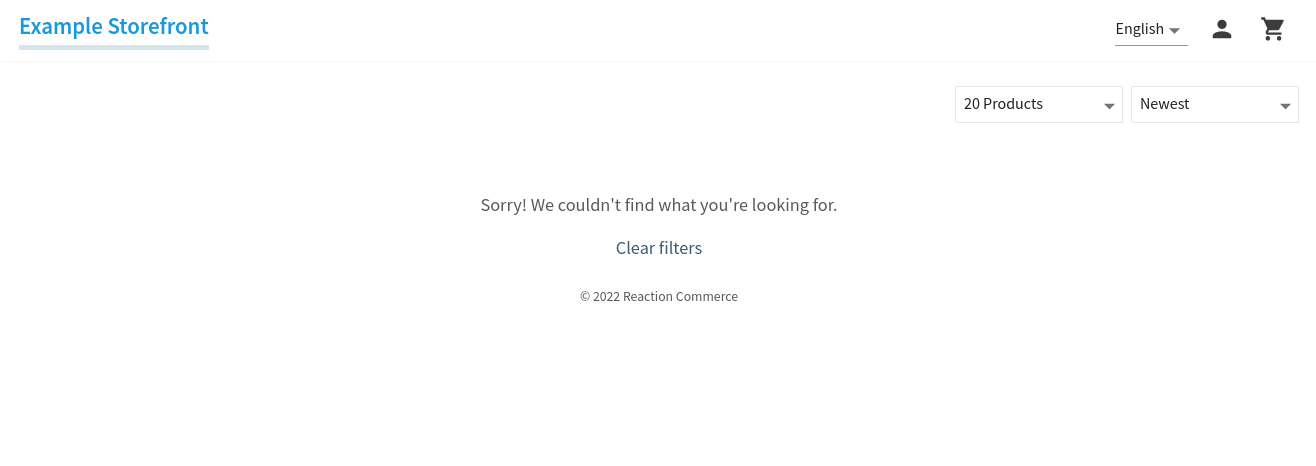 Example Storefront
English
20 Products
Newest
Sorry! We couldn't find what you're looking for.
Clear filters
© 2022 Reaction Commerce